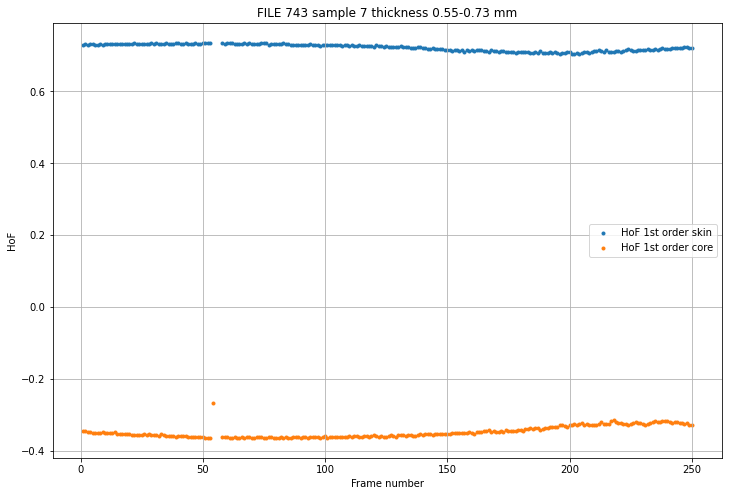 FILE 743 sample 7 thickness 0.55-0.73 mm
HoF
0.6
0.4
0.2
0.0
−0.2
−0.4
HoF 1st order skin
HoF 1st order core
0
50
100
150
200
250
Frame number